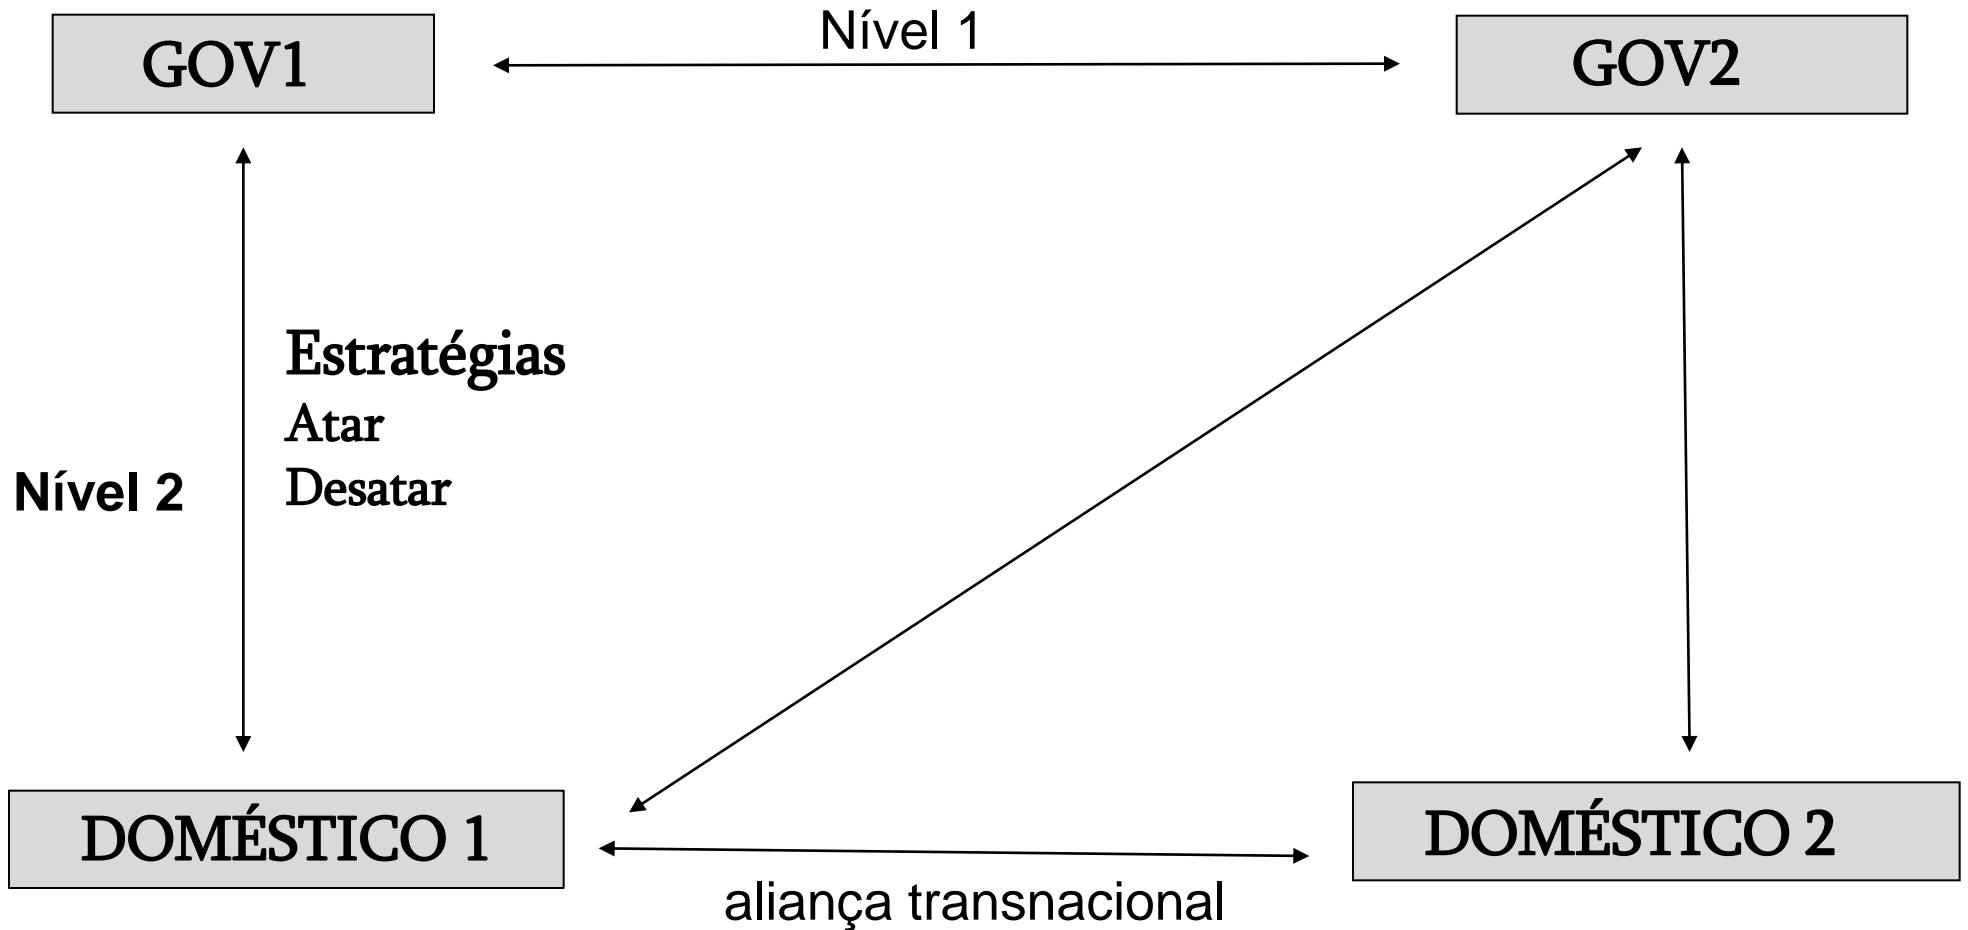 GOV1
Nível 1
GOV2
Estratégias
Atar
Desatar
Nível 2
DOMÉSTICO 1
DOMÉSTICO 2
aliança transnacional